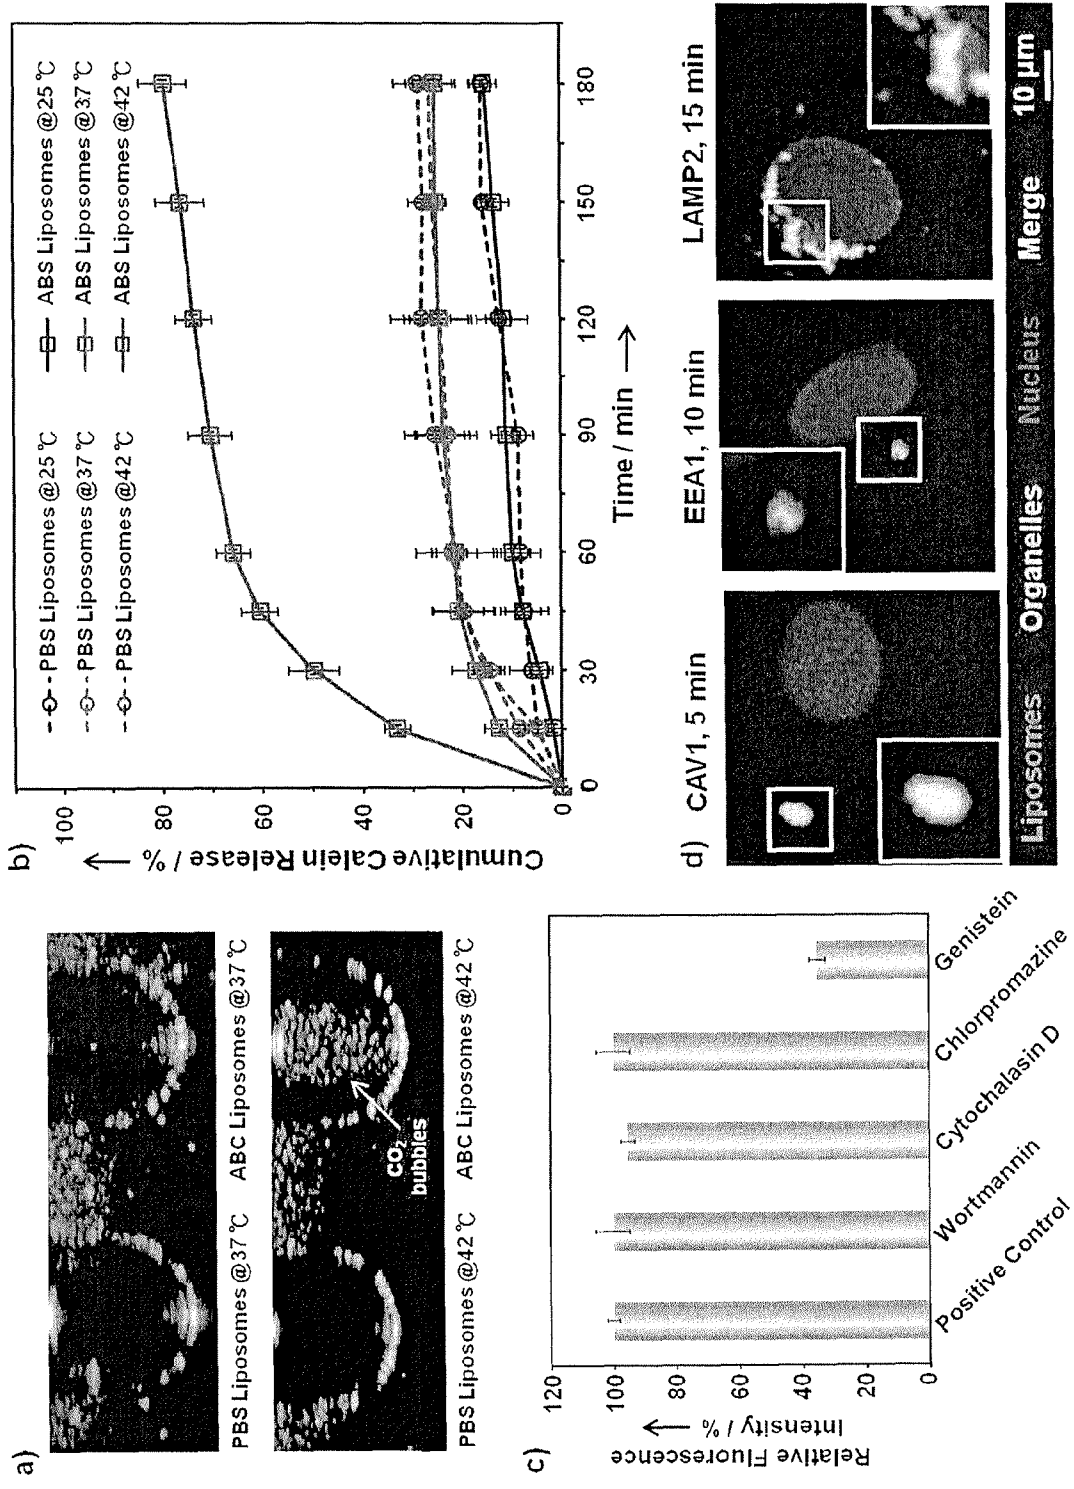 a)
PBS Liposomes @37 ℃
ABC Liposomes @37 ℃
CO2
bubbles
PBS Liposomes @42 ℃
ABC Liposomes @42 ℃
b)
Cumulative Calein Release / % →
100
80
60
40
20
0
PBS Liposomes @25 ℃
PBS Liposomes @37 ℃
PBS Liposomes @42 ℃
ABS Liposomes @25 ℃
ABS Liposomes @37 ℃
ABS Liposomes @42 ℃
0
30
60
90
120
150
180
Time / min →
c)
Relative Fluorescence
Intensity / % →
120
100
80
60
40
20
0
Positive Control
Wortmannin
Cytochalasin D
Chlorpromazine
Genistein
d)
CAV1, 5 min
EEA1, 10 min
LAMP2, 15 min
Liposomes Organelles Nucleus Merge 10 µm